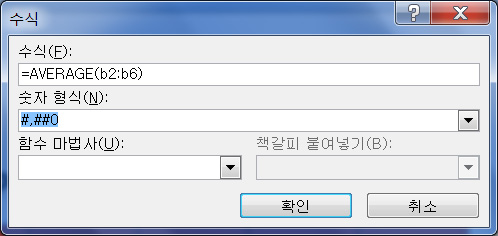 수식
수식(F):
=AVERAGE(b2:b6)
숫자 형식(N):
#,##0
함수 마법사(U):
책갈피 붙여넣기(B):
확인
취소